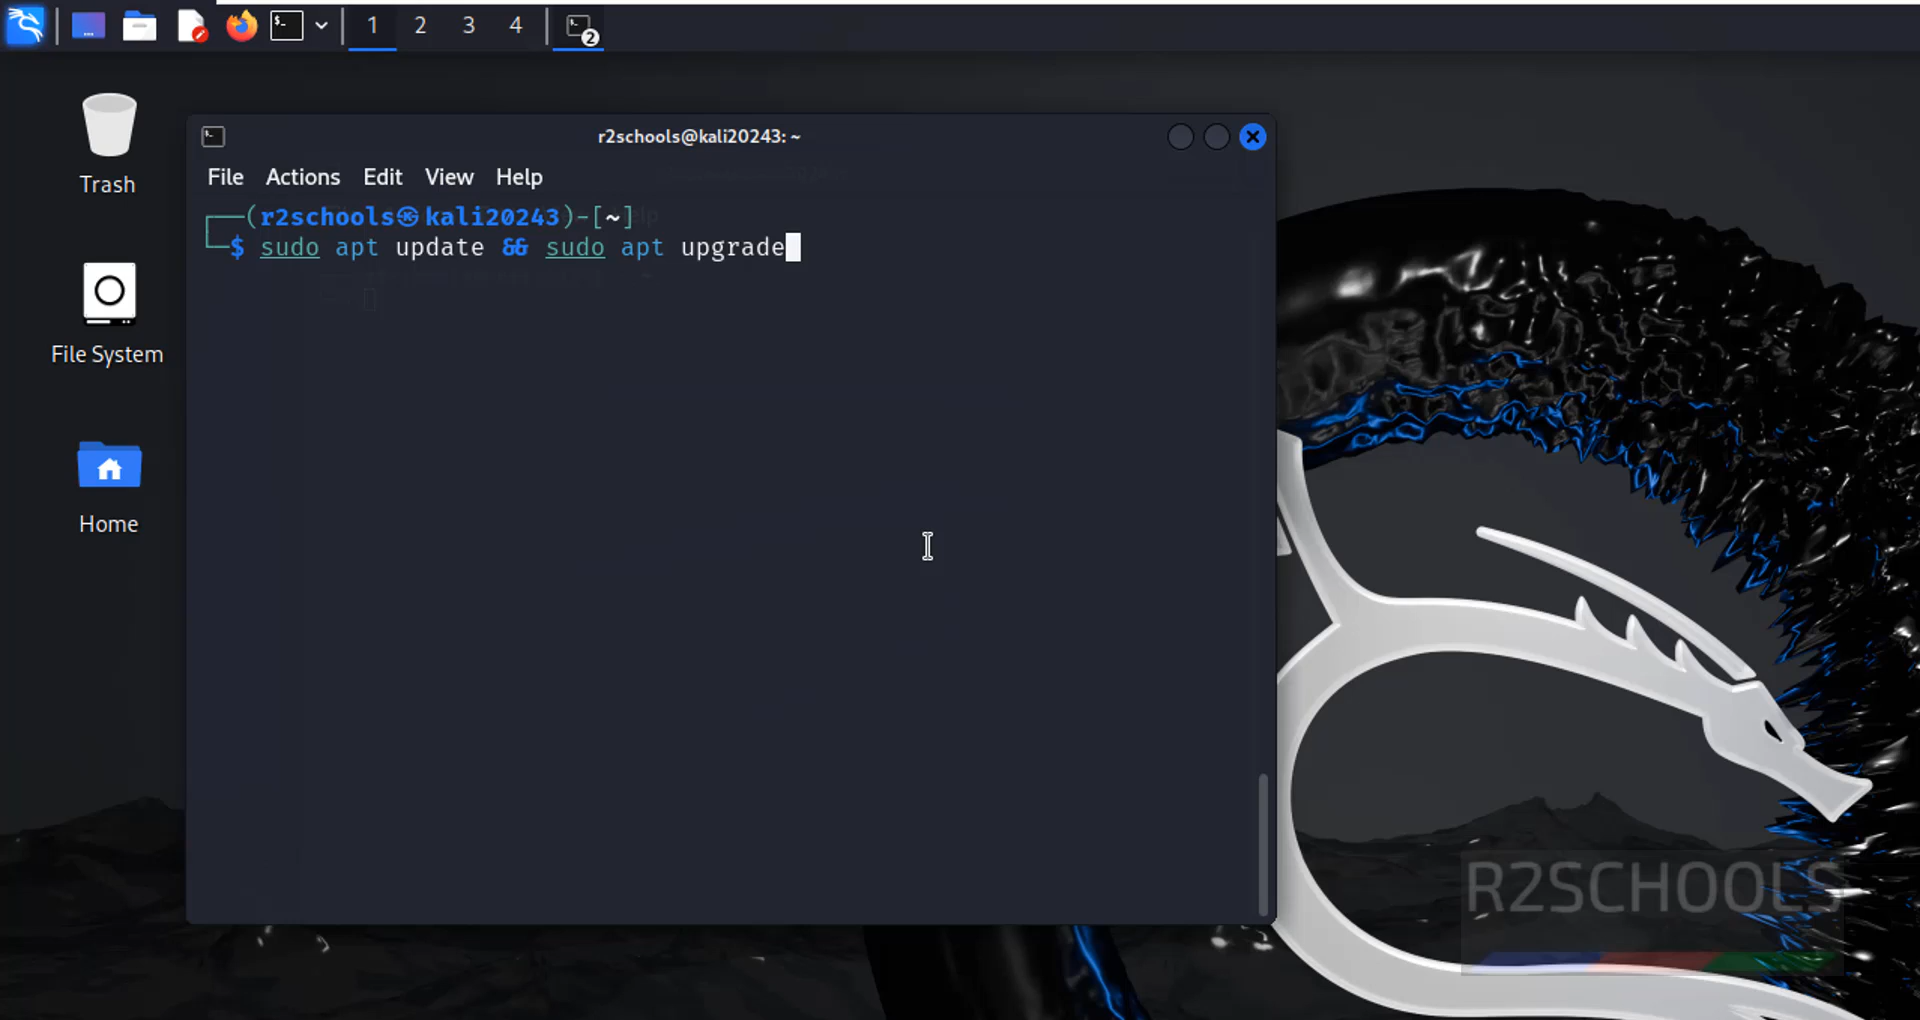 1 2 3 4 2
Trash
File System
Home
r2schools@kali20243: ~
File Actions Edit View Help
┌──(r2schools㉿kali20243)-[~]
└─$ sudo apt update && sudo apt upgrade
R2SCHOOLS